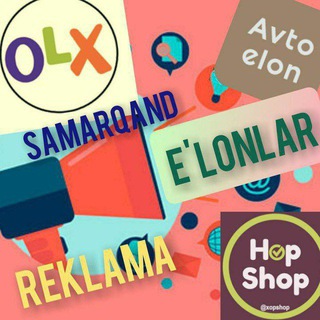 OLX
Avto
elon
SAMARQAND
E'LONLAR
REKLAMA
Hop
Shop
@xopshop